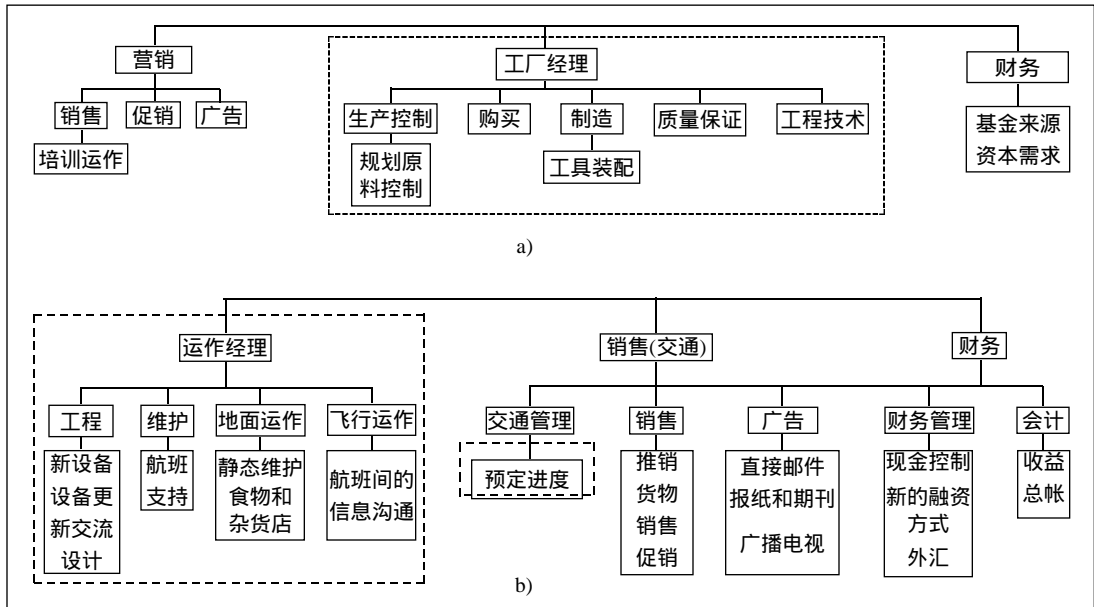 营销
工厂经理
财务
销售
促销
广告
生产控制
购买
制造
质量保证
工程技术
基金来源
资本需求
培训运作
规划原
料控制
工具装配
a)
运作经理
销售(交通)
财务
工程
维护
地面运作
飞行运作
交通管理
销售
广告
财务管理
会计
新设备
设备更
新交流
设计
航班
支持
静态维护
食物和
杂货店
航班间的
信息沟通
预定进度
推销
货物
销售
促销
直接邮件
报纸和期刊
广播电视
现金控制
新的融资
方式
外汇
收益
总帐
b)